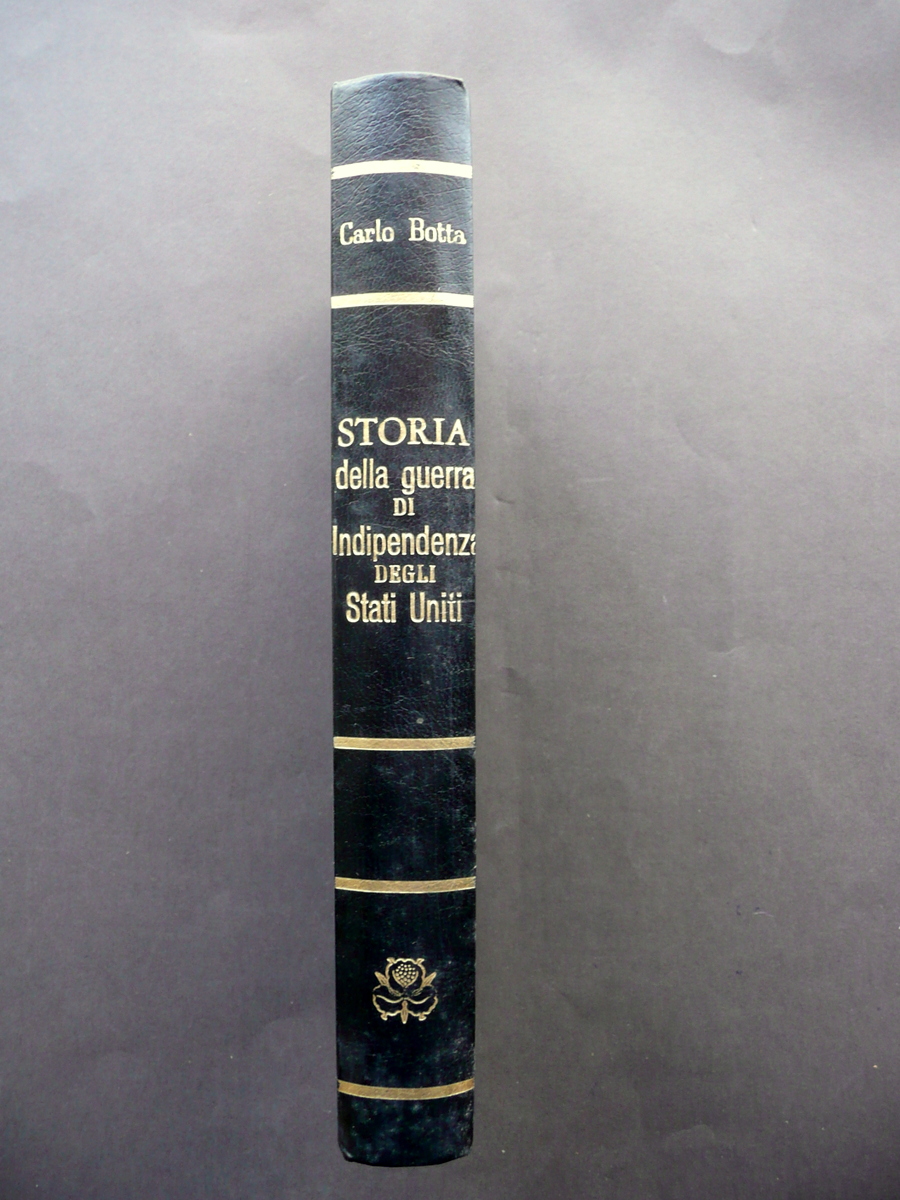 Carlo Botta
STORIA
della guerra
DI
Indipendenza
DEGLI
Stati Uniti